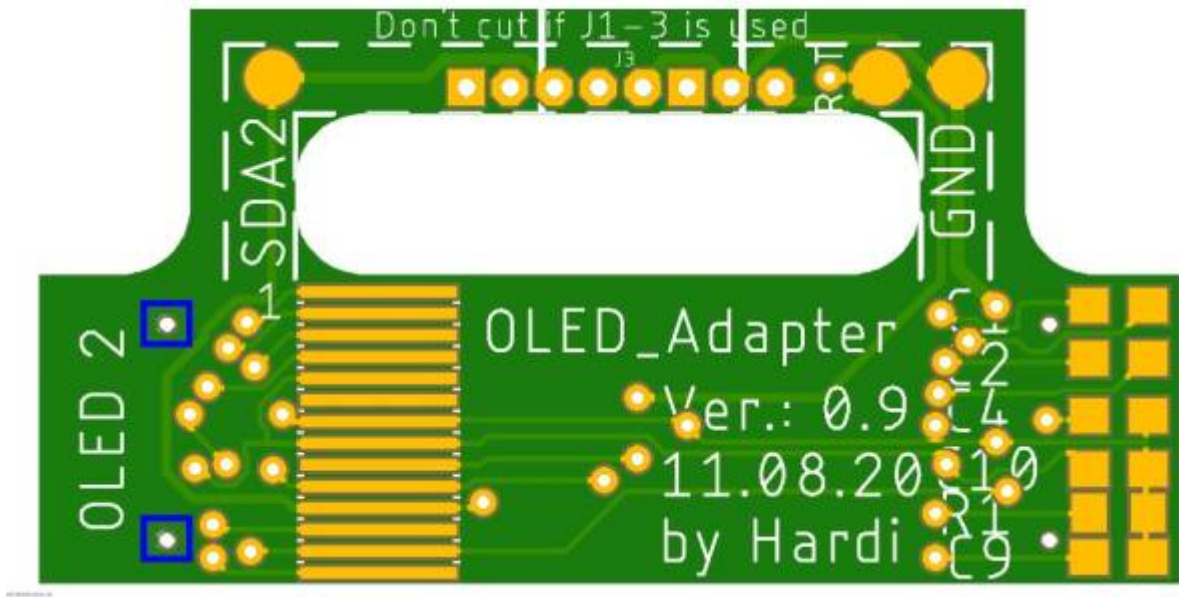 Don't cut if J1-3 is used
J3
RT
SDA2
GND
1
OLED 2
OLED_Adapter
Ver.: 0.9
11.08.20
by Hardi
C2
C4
C10
R1
C9